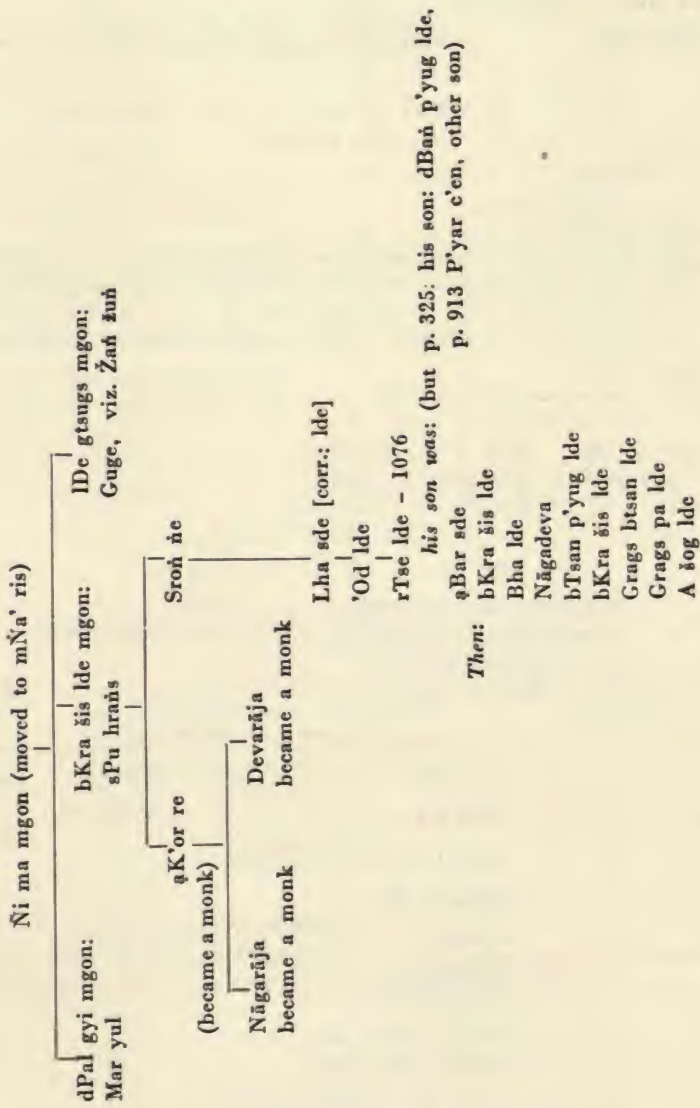 Ñi ma mgon (moved to mÑa' ris)
dPal gyi mgon:
Mar yul
bKra šis lde mgon:
sPu hraṅs
lDe gtsugs mgon:
Guge, viz. Žaṅ žuṅ
ạK'or re
(became a monk)
Sroṅ ṅe
Nāgarāja
became a monk
Devarāja
became a monk
Lha sde [corr.: lde]
'Od lde
rTse lde - 1076
his son was: (but p. 325: his son: dBaṅ p'yug lde,
p. 913 P'yar c'en, other son)
ạBar sde
Then: bKra šis lde
Bha lde
Nāgadeva
bTsan p'yug lde
bKra šis lde
Grags btsan lde
Grags pa lde
A šog lde